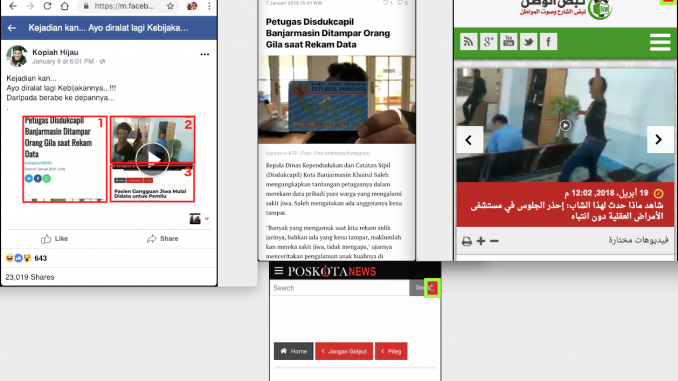 https://m.faceb...
Kejadian kan... Ayo diralat lagi Kebijaka...
Kopiah Hijau
January 9 at 6:01 PM
Kejadian kan...
Ayo diralat lagi Kebijakannya...!!!
Daripada berabe ke depannya...
1
Petugas Disdukcapil
Banjarmasin Ditampar
Orang Gila saat Rekam
Data
2
3
Pasien Gangguan Jiwa Mulai
Didata untuk Pemilu
Like
Share
643
23,019 Shares
7 Januari 2019 15:41 WIB
Petugas Disdukcapil
Banjarmasin Ditampar Orang
Gila saat Rekam Data
REPUBLIK INDONESIA
Ilustrasi e-KTP. (Foto: Fitra Andrianto/kumparan)
Kepala Dinas Kependudukan dan Catatan Sipil
(Disdukcapil) Kota Banjarmasin Khairul Saleh
mengungkapkan tantangan petugasnya dalam
merekam data pribadi para warga yang mengalami
sakit jiwa. Saleh mengatakan ada anggotanya kena
tampar.
"Banyak yang mengamuk saat kita rekam sidik
jarinya, bahkan ada yang kena tampar, maklumlah
kan mereka sakit jiwa, tidak mungkin," ujarnya
menceritakan pengalaman anak buahnya di
نبض الوطن
نبض الشارع وصوت المواطن
19 أبريل، 2018, 12:02 م
شاهد ماذا حدث لهذا الشاب: إحذر الجلوس في مستشفى
الأمراض العقلية دون انتباه
فيديوهات مختارة
POSKOTANEWS
Search
Home
Jangan Golput
Pileg